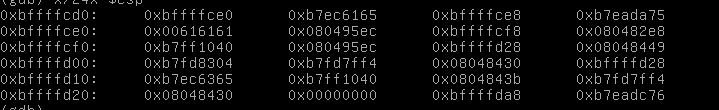 (gdb) x/24x $esp
0xbffffcd0: 0xbffffce0 0xb7ec6165 0xbffffce8 0xb7eada75
0xbffffce0: 0x00616161 0x080495ec 0xbffffcf8 0x080482e8
0xbffffcf0: 0xb7ff1040 0x080495ec 0xbffffd28 0x08048449
0xbffffd00: 0xb7fd8304 0xb7fd7ff4 0x08048430 0xbffffd28
0xbffffd10: 0xb7ec6365 0xb7ff1040 0x0804843b 0xb7fd7ff4
0xbffffd20: 0x08048430 0x00000000 0xbffffda8 0xb7eadc76
(gdb)